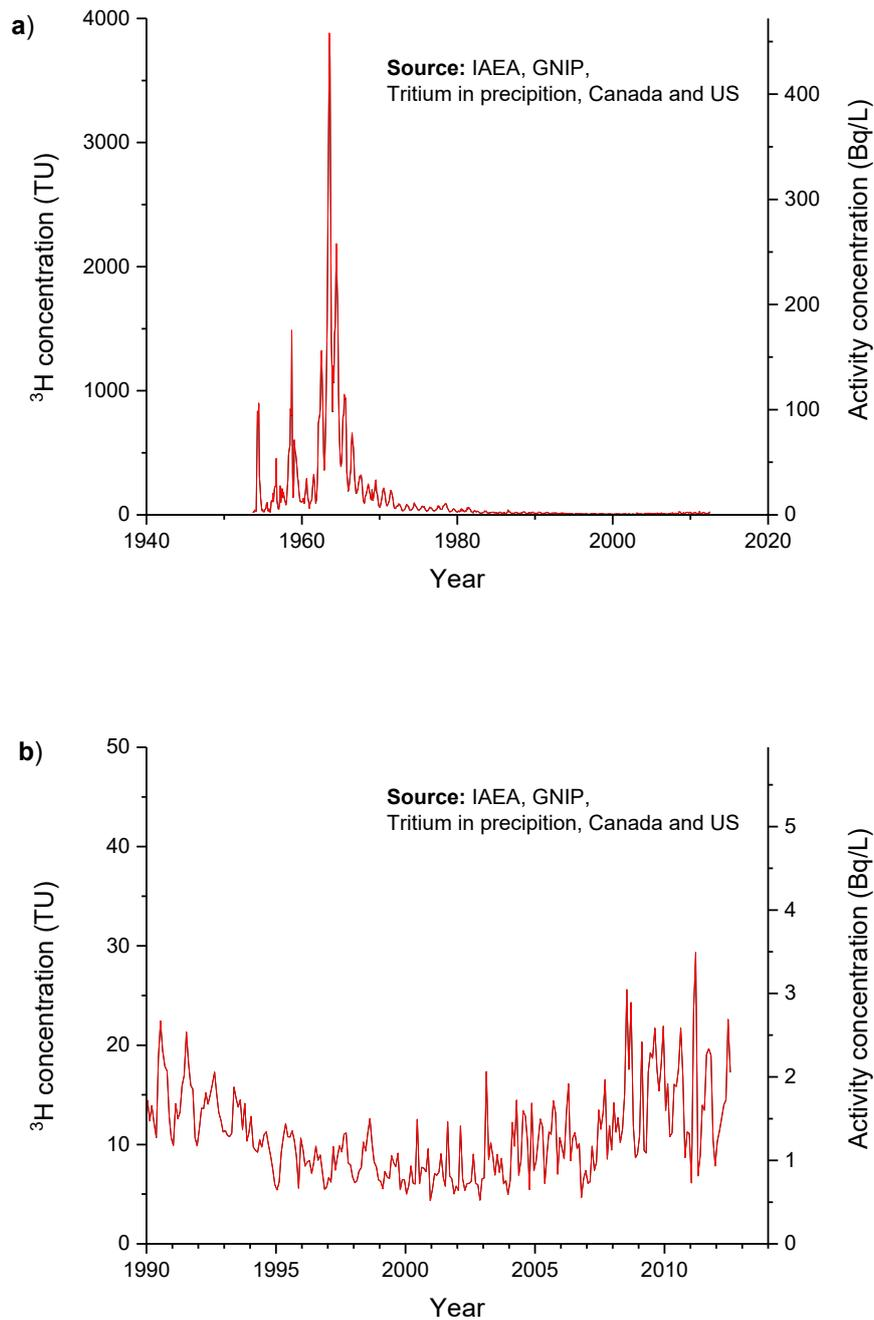 a)
Source: IAEA, GNIP,
Tritium in precipition, Canada and US
4000
3000
2000
1000
0
³H concentration (TU)
400
300
200
100
0
Activity concentration (Bq/L)
1940 1960 1980 2000 2020
Year
b)
Source: IAEA, GNIP,
Tritium in precipition, Canada and US
50
40
30
20
10
0
³H concentration (TU)
5
4
3
2
1
0
Activity concentration (Bq/L)
1990 1995 2000 2005 2010
Year